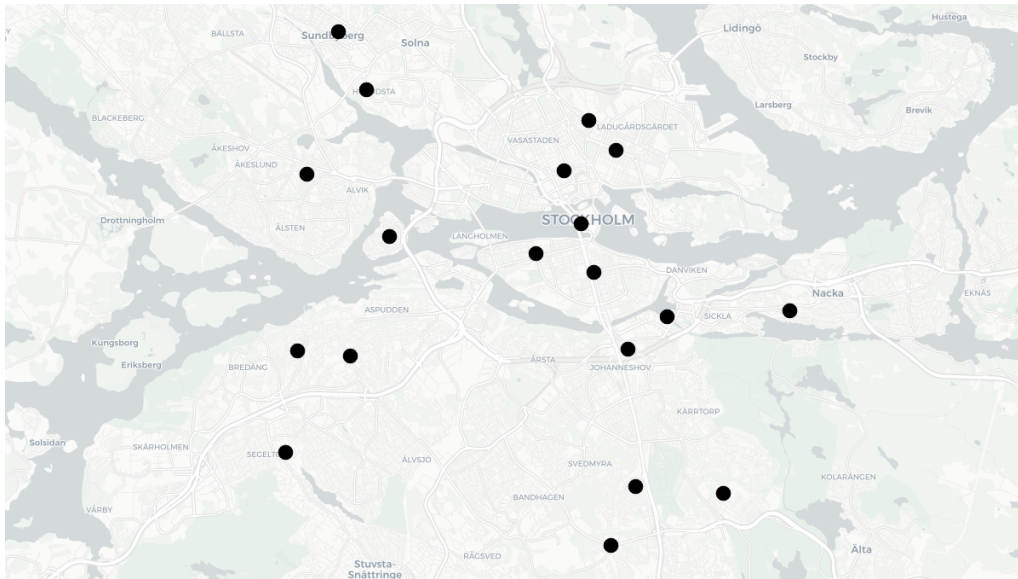 Hustega
BÄLLSTA
Sundbyberg
Solna
Lidingö
Stockby
Larsberg
Brevik
BLACKEBERG
LADUGÅRDSGÄRDET
VASASTADEN
ÅKESHOV
ÅKESLUND
ALVIK
Drottningholm
ÅLSTEN
STOCKHOLM
LÅNGHOLMEN
DANVIKEN
Nacka
EKNÄS
ASPUDDEN
SICKLA
Kungsborg
Eriksberg
BREDÄNG
ÅRSTA
JOHANNESHOV
KÄRRTORP
Solsidan
SKÄRHOLMEN
ÄLVSJÖ
SVEDMYRA
KOLARÄNGEN
BANDHAGEN
VÅRBY
RÅGSVED
Älta
Stuvsta-
Snättringe